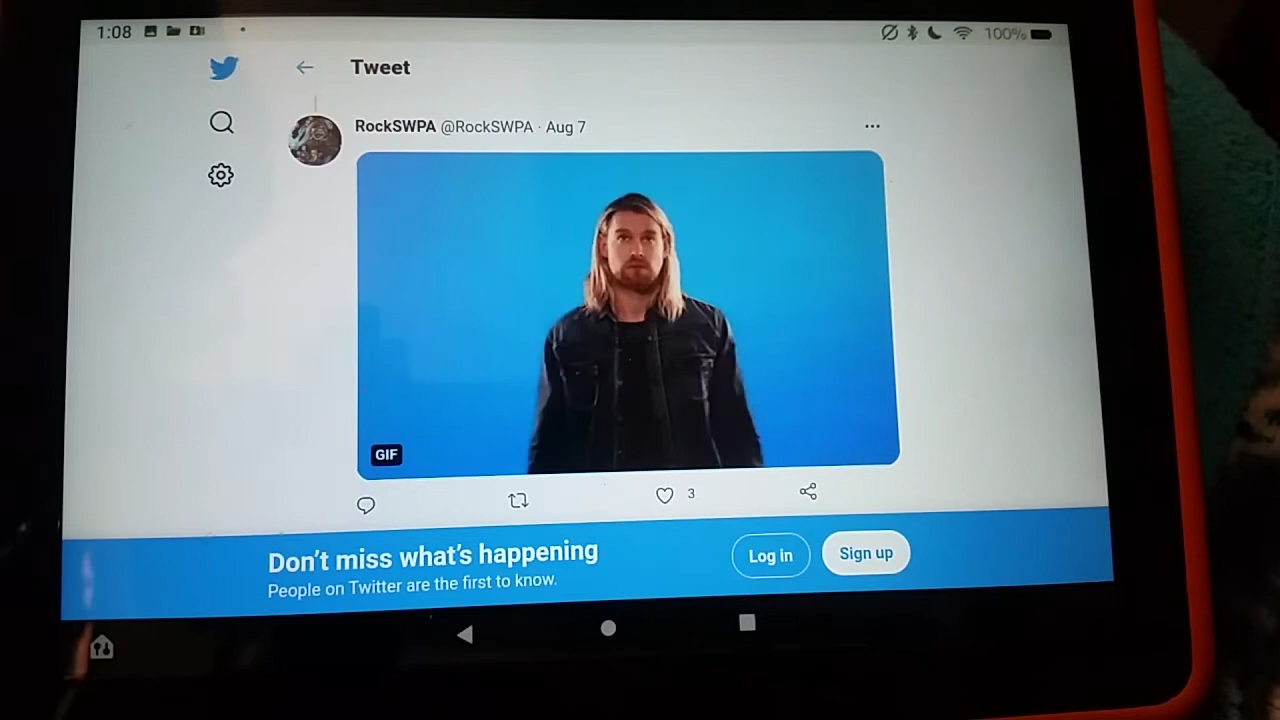 1:08
100%
Tweet
RockSWPA @RockSWPA · Aug 7
GIF
3
Don't miss what's happening
People on Twitter are the first to know.
Log in
Sign up